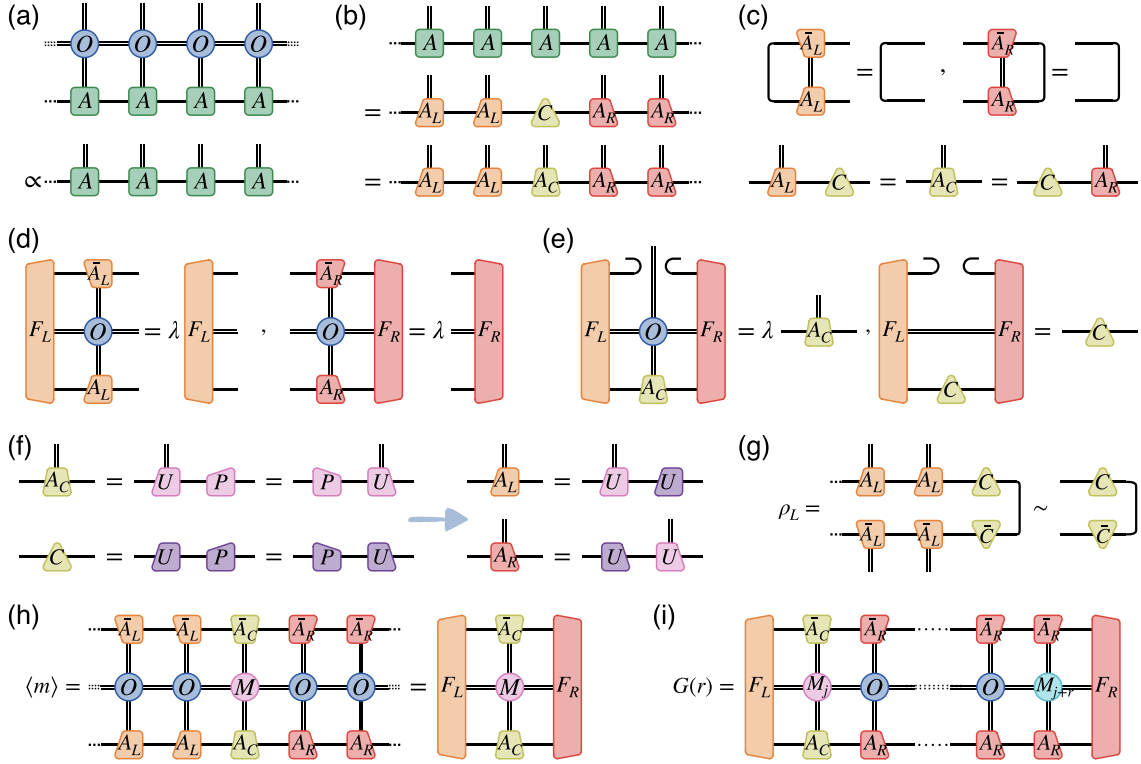 (a)
O O O O
A A A A
∝ A A A A
(b)
A A A A A
= A_L A_L C A_R A_R
= A_L A_L A_C A_R A_R
(c)
Ā_L Ā_R
= , =
A_L A_R
A_L C = A_C = C A_R
(d)
Ā_L Ā_R
F_L O = λ F_L , O F_R = λ F_R
A_L A_R
(e)
F_L O F_R = λ A_C , F_L F_R = C
A_C C
(f)
A_C = U P = P U
C = U P = P U
A_L = U U
A_R = U U
(g)
A_L A_L C C
ρ_L = ∼
Ā_L Ā_L C̄ C̄
(h)
Ā_L Ā_L Ā_C Ā_R Ā_R Ā_C
⟨m⟩ = O O M O O = F_L M F_R
A_L A_L A_C A_R A_R A_C
(i)
Ā_C Ā_R Ā_R Ā_R
G(r) = F_L M_j O O M_{j+r} F_R
A_C A_R A_R A_R